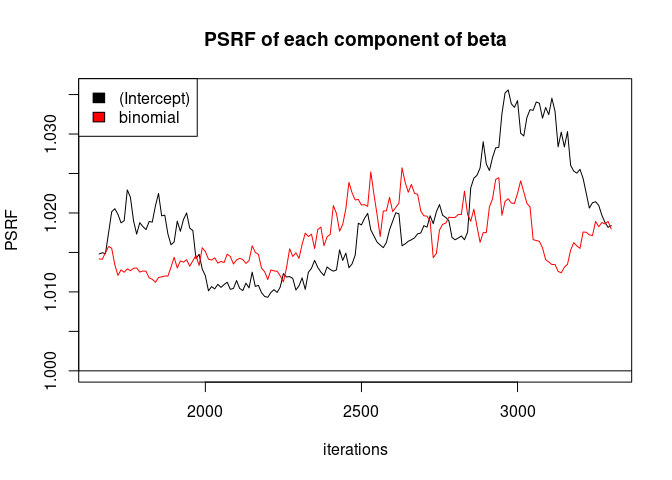 PSRF of each component of beta
(Intercept)
binomial
PSRF
1.030
1.020
1.010
1.000
2000 2500 3000
iterations